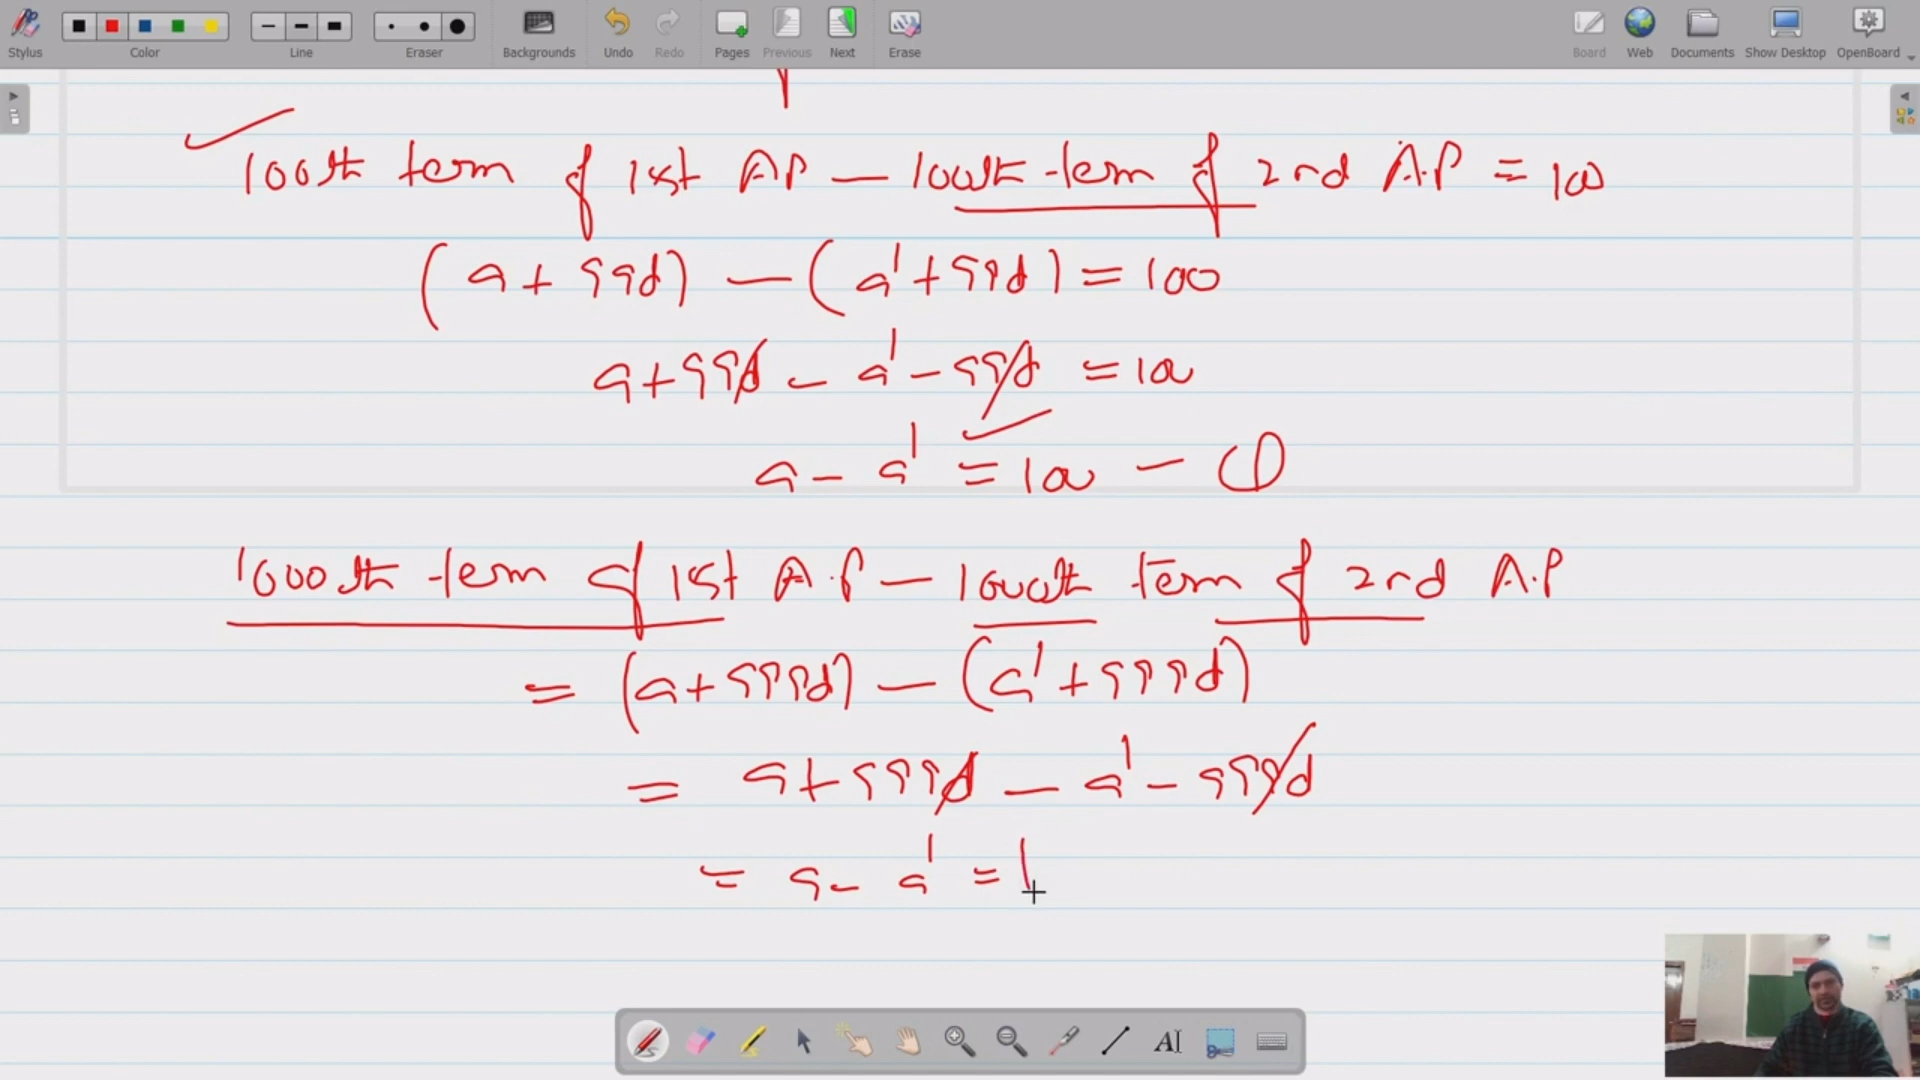 Stylus Color Line Eraser Backgrounds Undo Redo Pages Previous Next Erase Board Web Documents Show Desktop OpenBoard
100th term of 1st AP — 100th term of 2nd A.P = 100
(a + 99d) — (a' + 99d) = 100
a + 99d - a' - 99d = 100
a - a' = 100 — ①
1000th term of 1st A.P — 1000th term of 2nd A.P
= (a + 999d) — (a' + 999d)
= a + 999d — a' - 999d
= a - a' = 1